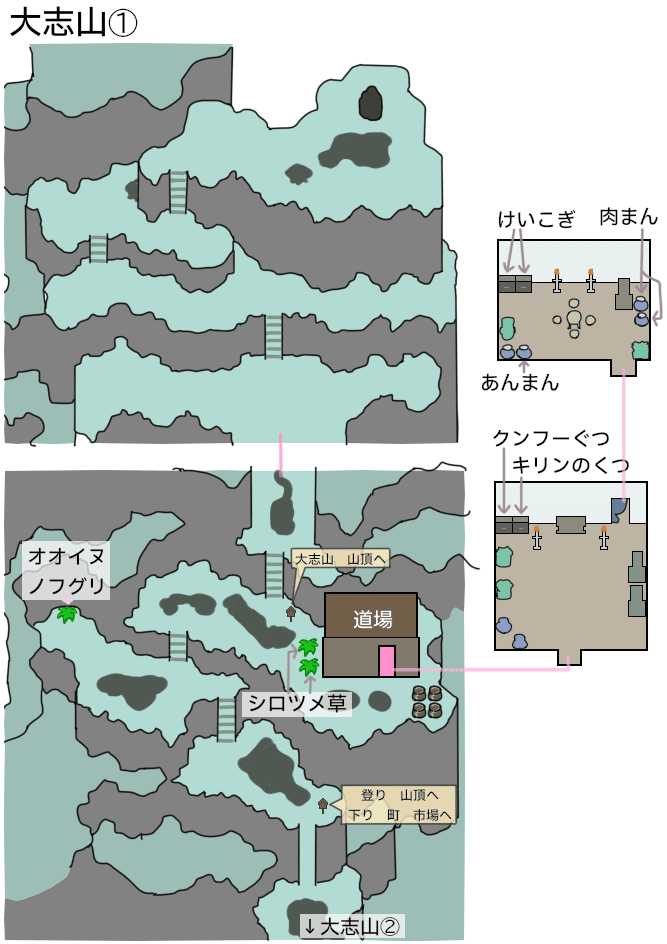 大志山①
けいこぎ
肉まん
あんまん
クンフーぐつ
キリンのくつ
オオイヌ
ノフグリ
大志山　山頂へ
道場
シロツメ草
登り　山頂へ
下り　町　市場へ
↓大志山②